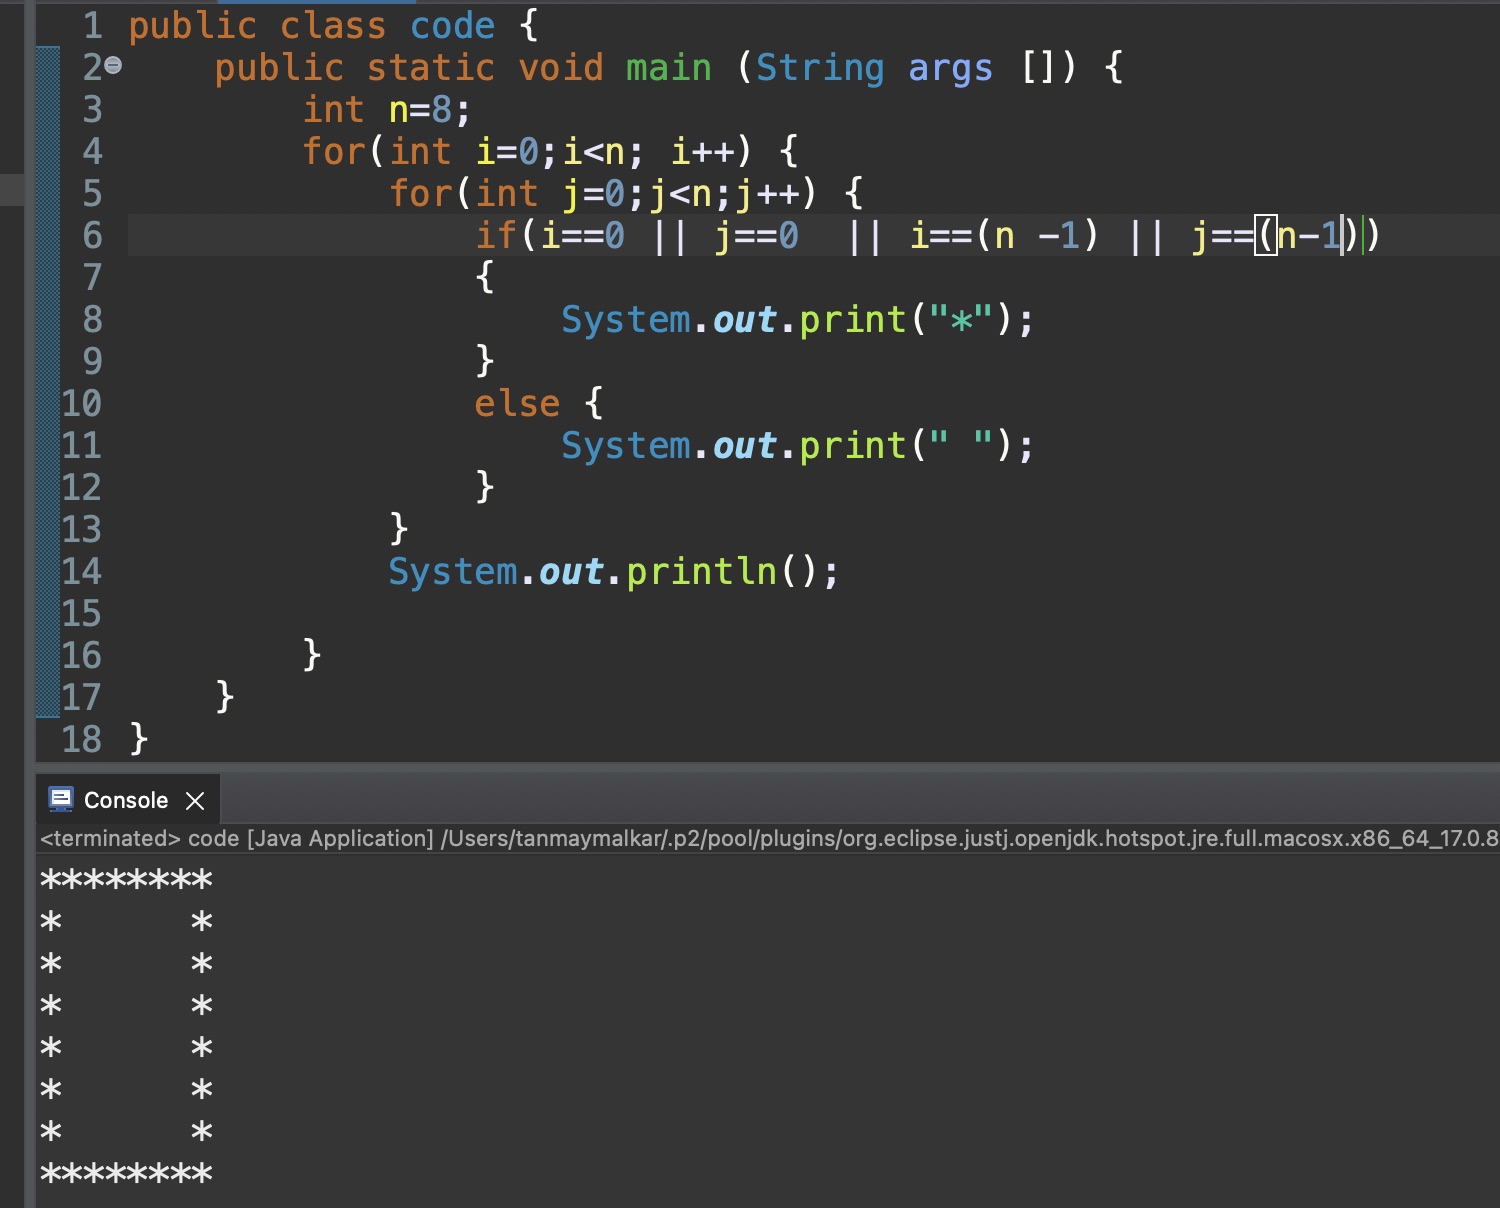 1 public class code {
2 public static void main (String args []) {
3 int n=8;
4 for(int i=0;i<n; i++) {
5 for(int j=0;j<n;j++) {
6 if(i==0 || j==0  || i==(n -1) || j==(n-1))
7 {
8 System.out.print("*");
9 }
10 else {
11 System.out.print(" ");
12 }
13 }
14 System.out.println();
15
16 }
17 }
18 }
Console
<terminated> code [Java Application] /Users/tanmaymalkar/.p2/pool/plugins/org.eclipse.justj.openjdk.hotspot.jre.full.macosx.x86_64_17.0.8
********
*      *
*      *
*      *
*      *
*      *
*      *
********